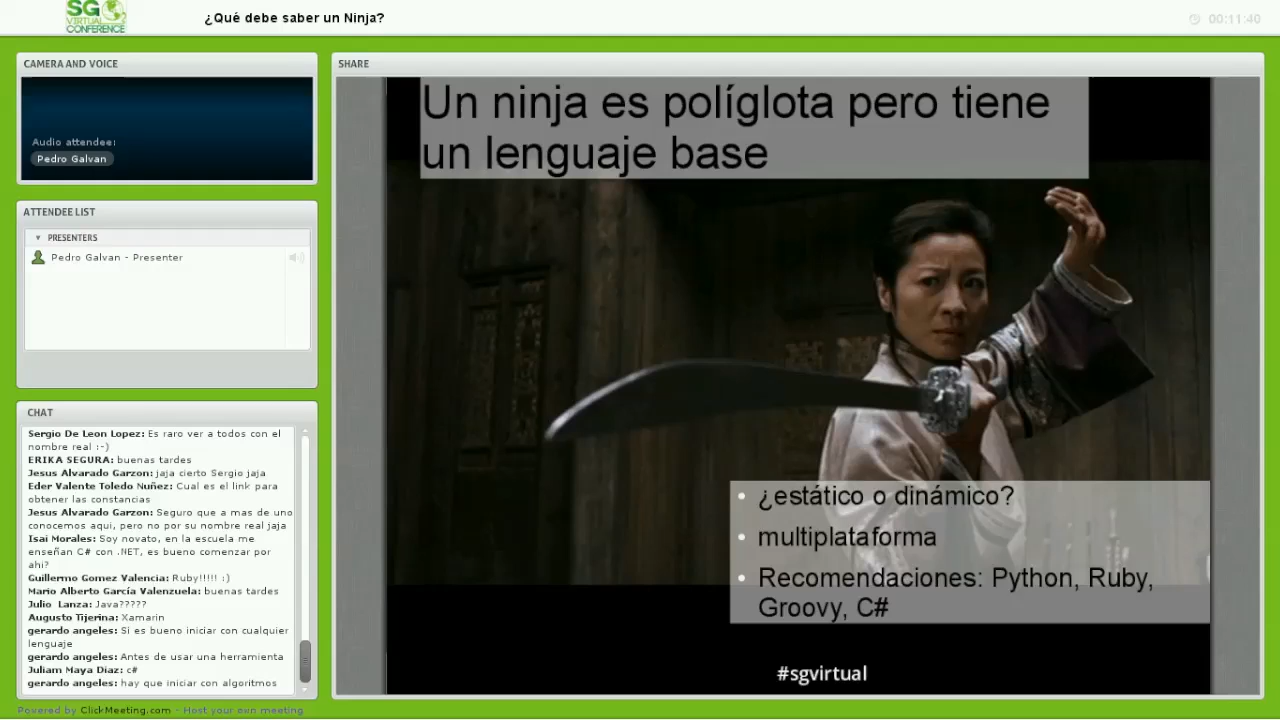 SG
VIRTUAL
CONFERENCE
¿Qué debe saber un Ninja?
00:11:40
CAMERA AND VOICE
Audio attendee:
Pedro Galvan
ATTENDEE LIST
PRESENTERS
Pedro Galvan - Presenter
CHAT
Sergio De Leon Lopez: Es raro ver a todos con el
nombre real :-)
ERIKA SEGURA: buenas tardes
Jesus Alvarado Garzon: jaja cierto Sergio jaja
Eder Valente Toledo Nuñez: Cual es el link para
obtener las constancias
Jesus Alvarado Garzon: Seguro que a mas de uno
conocemos aqui, pero no por su nombre real jaja
Isai Morales: Soy novato, en la escuela me
enseñan C# con .NET, es bueno comenzar por
ahi?
Guillermo Gomez Valencia: Ruby!!!!! :)
Mario Alberto García Valenzuela: buenas tardes
Julio Lanza: Java?????
Augusto Tijerina: Xamarin
gerardo angeles: Si es bueno iniciar con cualquier
lenguaje
gerardo angeles: Antes de usar una herramienta
Juliam Maya Diaz: c#
gerardo angeles: hay que iniciar con algoritmos
Powered by ClickMeeting.com - Host your own meeting
SHARE
Un ninja es políglota pero tiene
un lenguaje base
• ¿estático o dinámico?
• multiplataforma
• Recomendaciones: Python, Ruby,
Groovy, C#
#sgvirtual